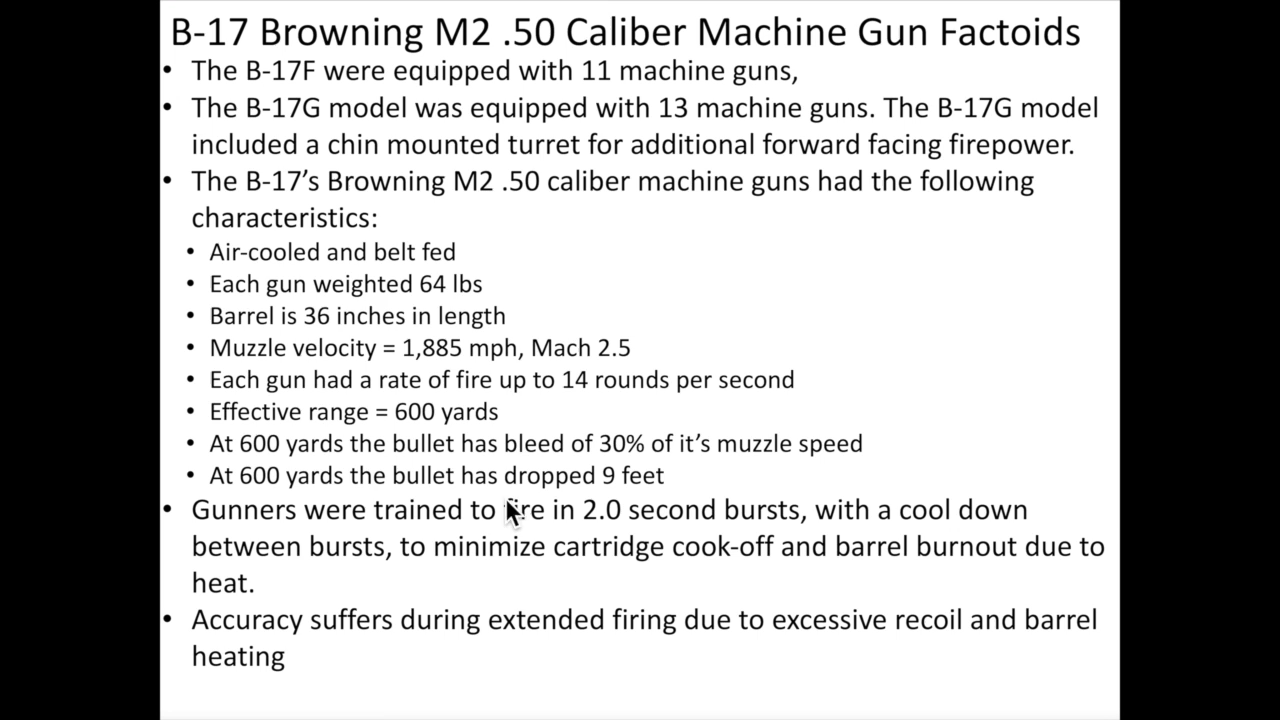 B-17 Browning M2 .50 Caliber Machine Gun Factoids
• The B-17F were equipped with 11 machine guns,
• The B-17G model was equipped with 13 machine guns. The B-17G model
included a chin mounted turret for additional forward facing firepower.
• The B-17’s Browning M2 .50 caliber machine guns had the following
characteristics:
• Air-cooled and belt fed
• Each gun weighted 64 lbs
• Barrel is 36 inches in length
• Muzzle velocity = 1,885 mph, Mach 2.5
• Each gun had a rate of fire up to 14 rounds per second
• Effective range = 600 yards
• At 600 yards the bullet has bleed of 30% of it’s muzzle speed
• At 600 yards the bullet has dropped 9 feet
• Gunners were trained to fire in 2.0 second bursts, with a cool down
between bursts, to minimize cartridge cook-off and barrel burnout due to
heat.
• Accuracy suffers during extended firing due to excessive recoil and barrel
heating